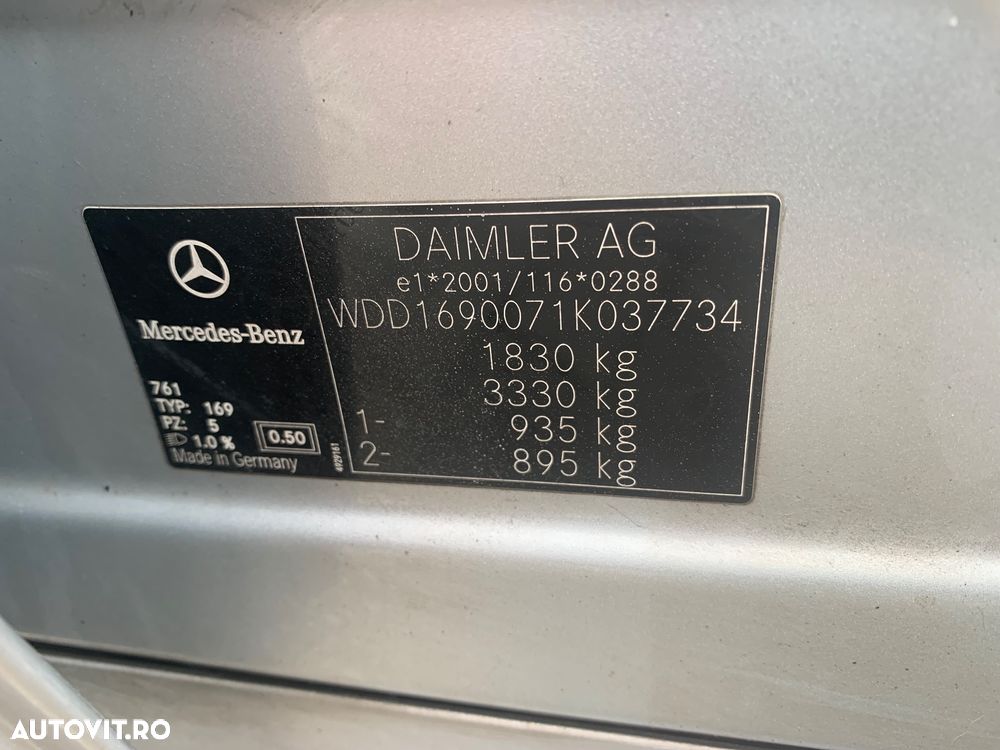 Mercedes-Benz
761
TYP: 169
PZ: 5
1.0 %
0.50
Made in Germany
4929161
DAIMLER AG
e1*2001/116*0288
WDD1690071K037734
1830 kg
3330 kg
1- 935 kg
2- 895 kg
AUTOVIT.RO